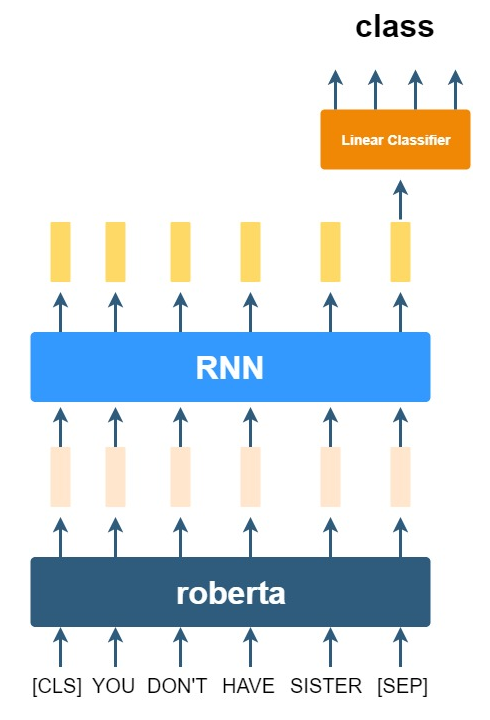 class
Linear Classifier
RNN
roberta
[CLS] YOU DON'T HAVE SISTER [SEP]